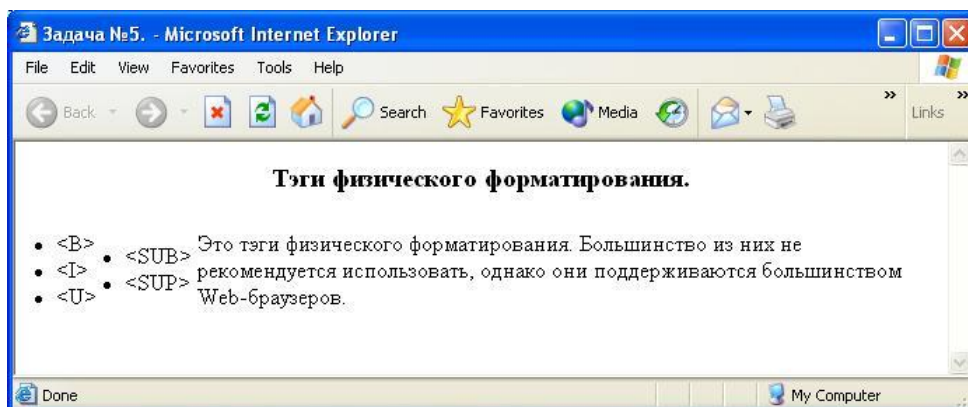 Задача №5. - Microsoft Internet Explorer
File Edit View Favorites Tools Help
Back Search Favorites Media » Links »
Тэги физического форматирования.
• <B>
• <I>
• <U>
• <SUB>
• <SUP>
Это тэги физического форматирования. Большинство из них не
рекомендуется использовать, однако они поддерживаются большинством
Web-браузеров.
Done My Computer